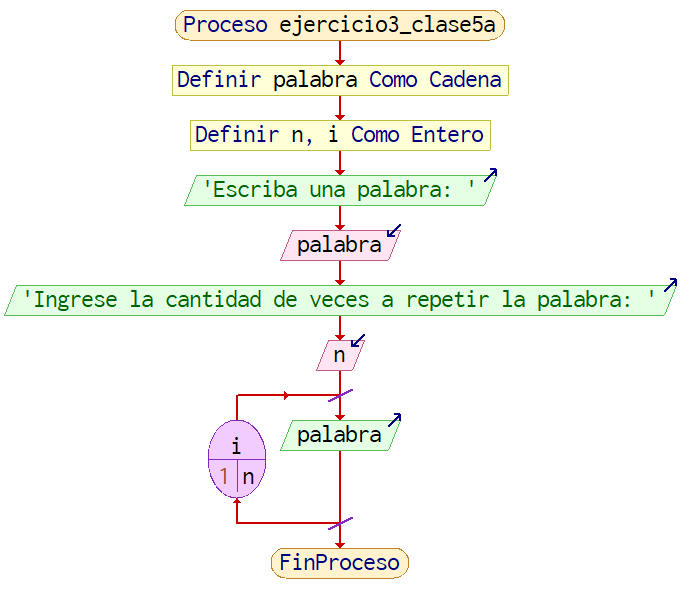 Proceso ejercicio3_clase5a
Definir palabra Como Cadena
Definir n, i Como Entero
'Escriba una palabra: '
palabra
'Ingrese la cantidad de veces a repetir la palabra: '
n
palabra
i
1 n
FinProceso